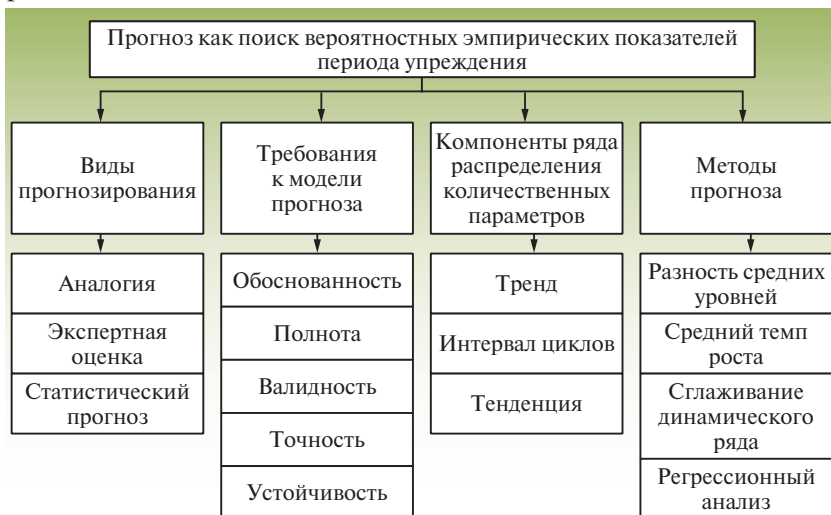 Прогноз как поиск вероятностных эмпирических показателей
периода упреждения
Виды
прогнозирования
Аналогия
Экспертная
оценка
Статистический
прогноз
Требования
к модели
прогноза
Обоснованность
Полнота
Валидность
Точность
Устойчивость
Компоненты ряда
распределения
количественных
параметров
Тренд
Интервал циклов
Тенденция
Методы
прогноза
Разность средних
уровней
Средний темп
роста
Сглаживание
динамического
ряда
Регрессионный
анализ